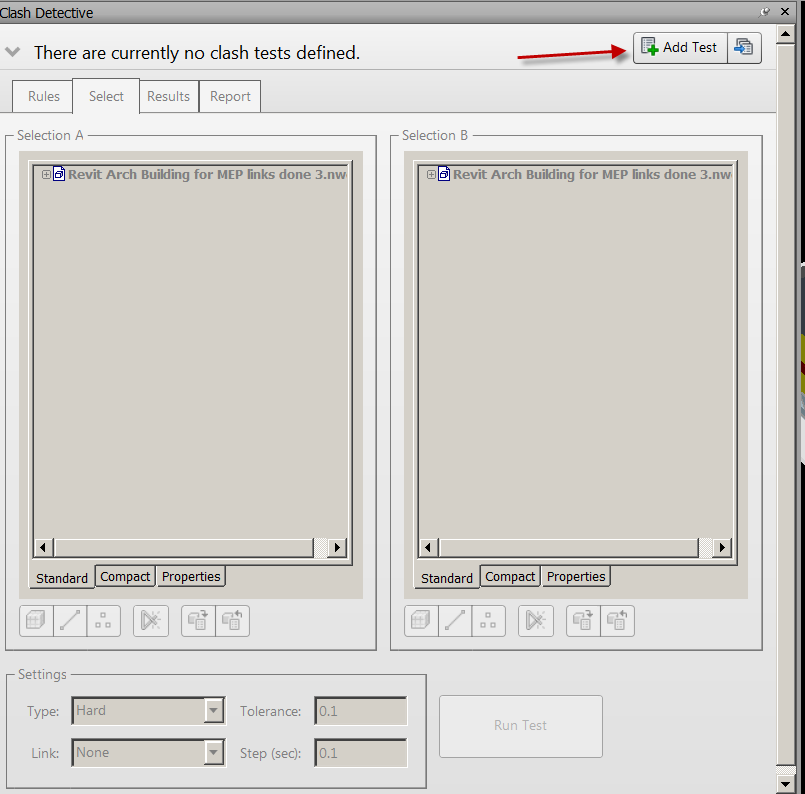 Clash Detective
There are currently no clash tests defined.
Add Test
Rules Select Results Report
Selection A
Revit Arch Building for MEP links done 3.nw
Standard Compact Properties
Selection B
Revit Arch Building for MEP links done 3.nw
Standard Compact Properties
Settings
Type: Hard Tolerance: 0.1
Link: None Step (sec): 0.1
Run Test